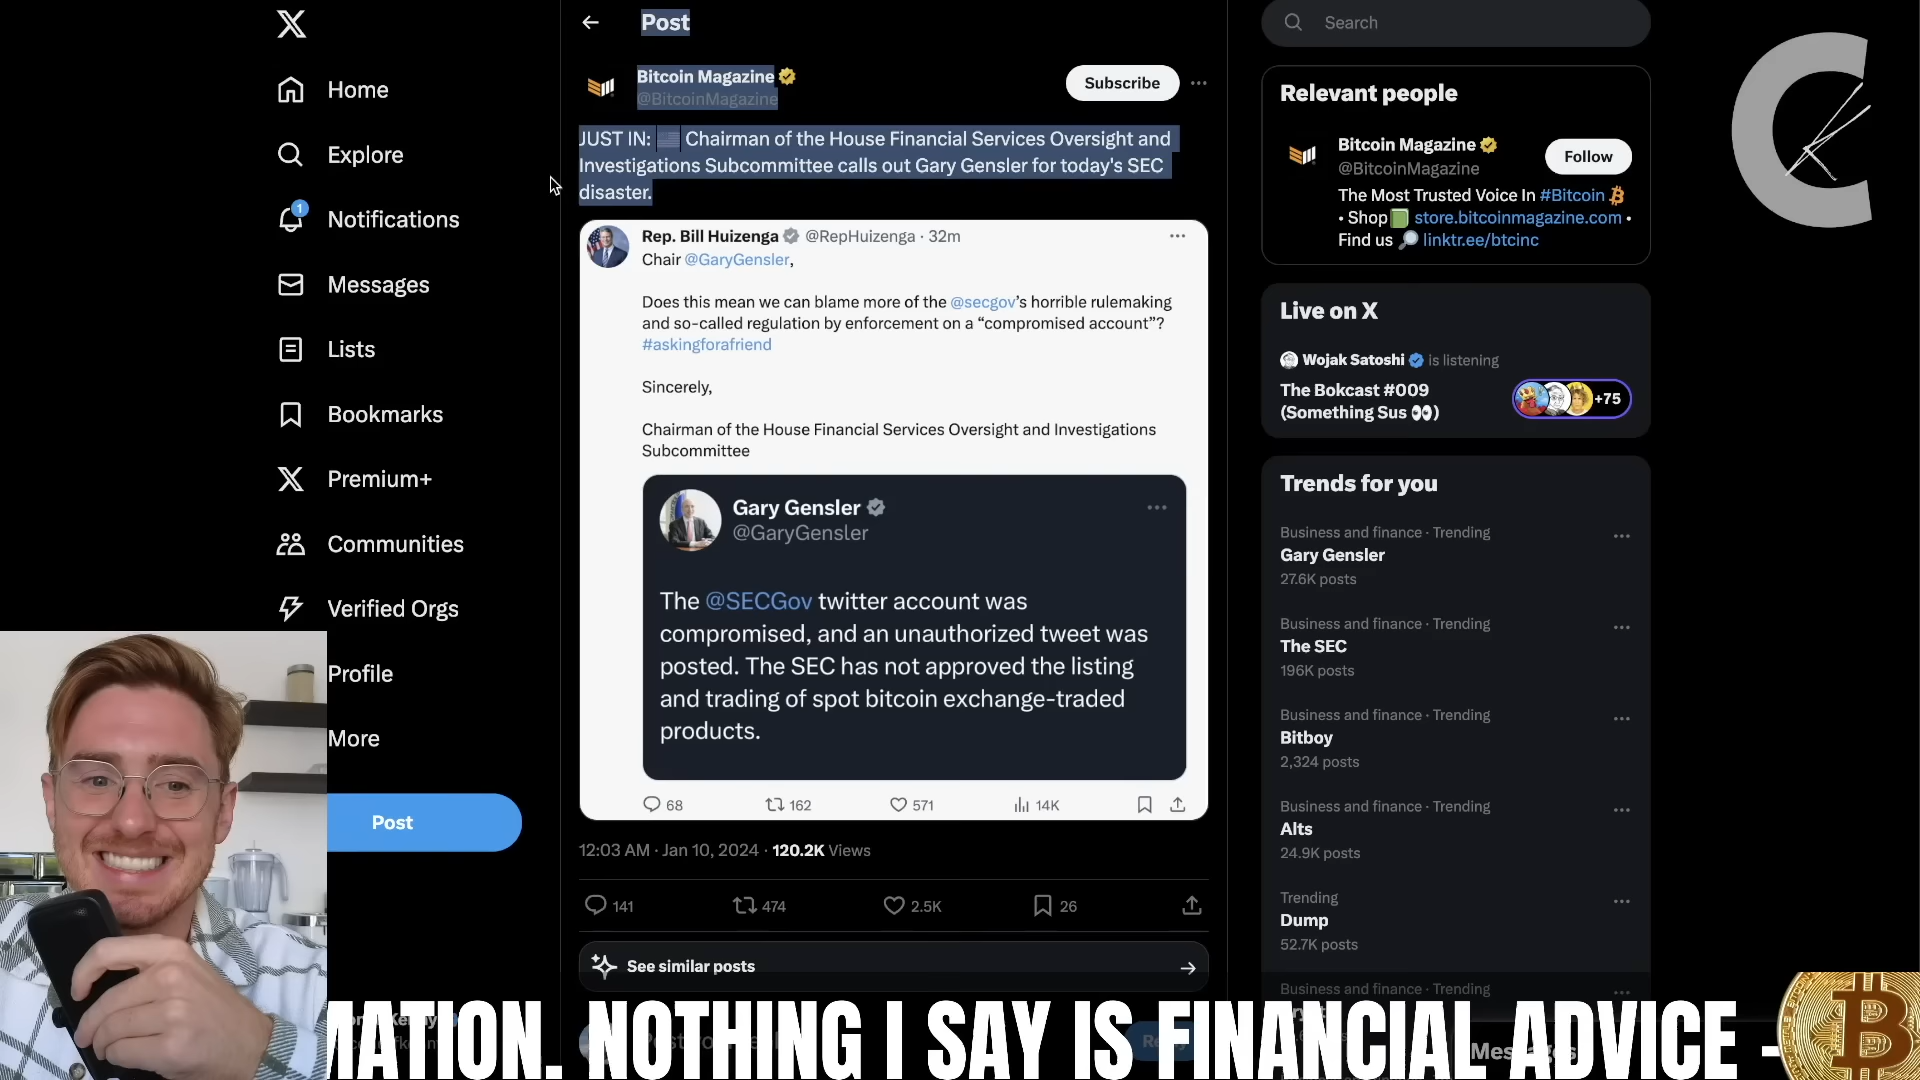 Home
Explore
1
Notifications
Messages
Lists
Bookmarks
Premium+
Communities
Verified Orgs
Profile
More
Post
Post
Bitcoin Magazine
@BitcoinMagazine
Subscribe
JUST IN: 🇺🇸 Chairman of the House Financial Services Oversight and
Investigations Subcommittee calls out Gary Gensler for today's SEC
disaster.
Rep. Bill Huizenga @RepHuizenga · 32m
Chair @GaryGensler,
Does this mean we can blame more of the @secgov's horrible rulemaking
and so-called regulation by enforcement on a “compromised account”?
#askingforafriend
Sincerely,
Chairman of the House Financial Services Oversight and Investigations
Subcommittee
Gary Gensler
@GaryGensler
The @SECGov twitter account was
compromised, and an unauthorized tweet was
posted. The SEC has not approved the listing
and trading of spot bitcoin exchange-traded
products.
68 162 571 14K
12:03 AM · Jan 10, 2024 · 120.2K Views
141 474 2.5K 26
See similar posts
Search
Relevant people
Bitcoin Magazine
@BitcoinMagazine
Follow
The Most Trusted Voice In #Bitcoin
• Shop📗 store.bitcoinmagazine.com •
Find us 🔎 linktr.ee/btcinc
Live on X
Wojak Satoshi is listening
The Bokcast #009
(Something Sus 👀)
+75
Trends for you
Business and finance · Trending
Gary Gensler
27.6K posts
Business and finance · Trending
The SEC
196K posts
Business and finance · Trending
Bitboy
2,324 posts
Business and finance · Trending
Alts
24.9K posts
Trending
Dump
52.7K posts
Business and finance · Trending
Messages
MATION. NOTHING I SAY IS FINANCIAL ADVICE -